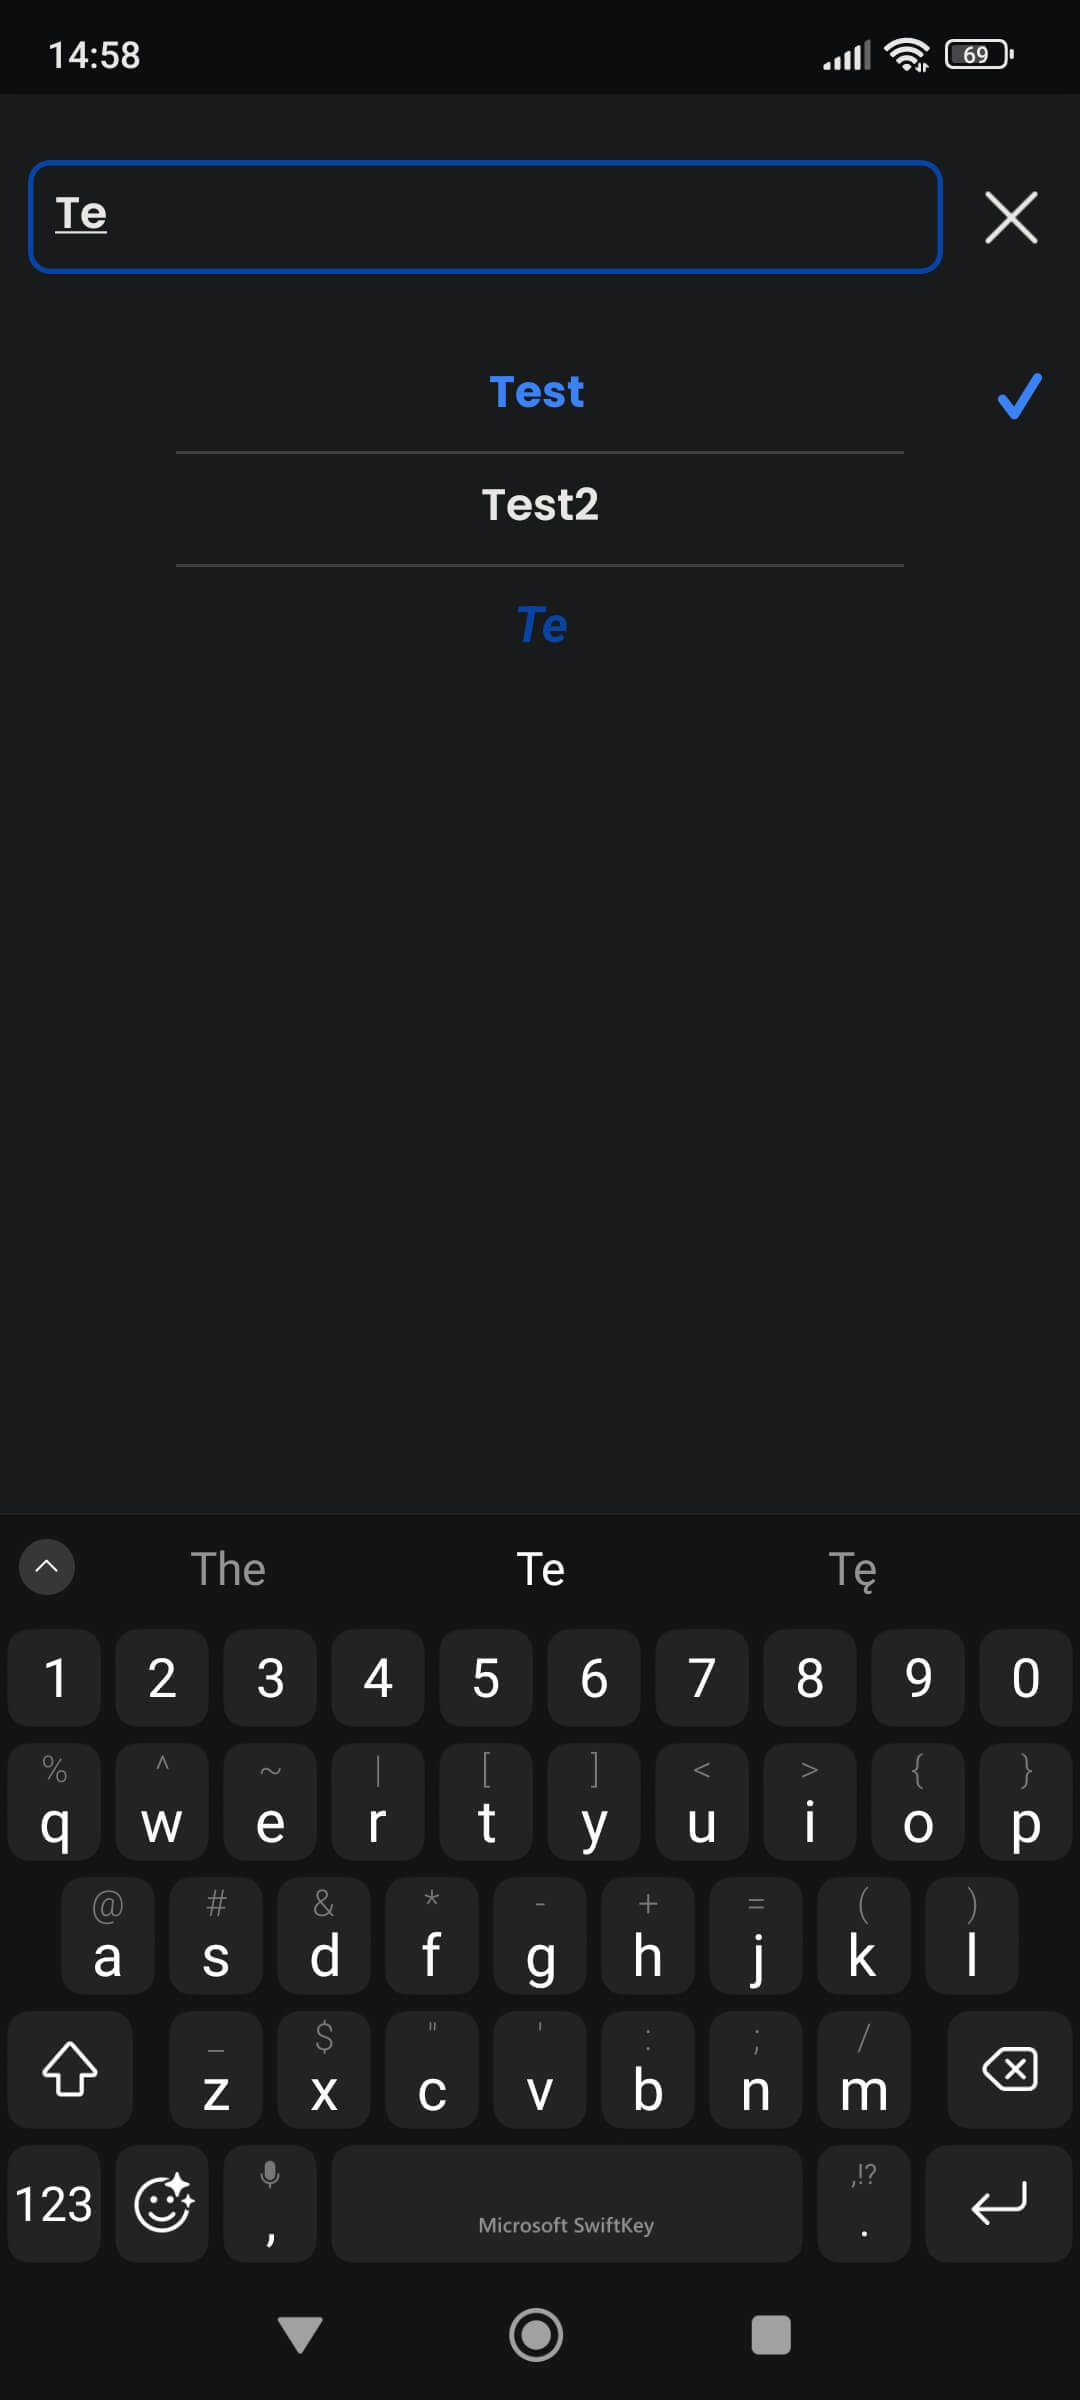 14:58
69
Te
Test
Test2
Te
The Te Tę
1 2 3 4 5 6 7 8 9 0
% ^ ~ | [ ] < > { }
q w e r t y u i o p
@ # & * - + = ( )
a s d f g h j k l
_ $ " ' : ; /
z x c v b n m
,!?
123 , Microsoft SwiftKey .